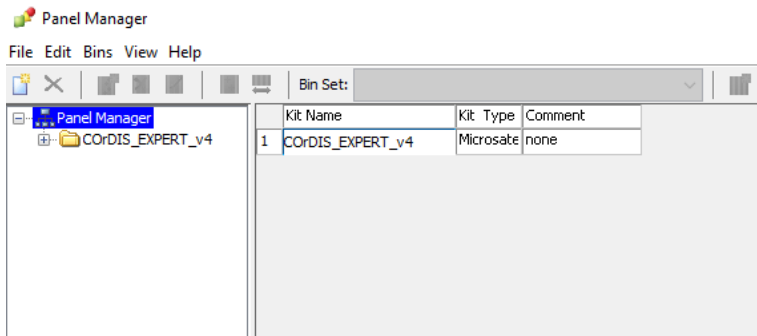 Panel Manager
File Edit Bins View Help
Bin Set:
Panel Manager
COrDIS_EXPERT_v4
Kit Name Kit Type Comment
1 COrDIS_EXPERT_v4 Microsate none